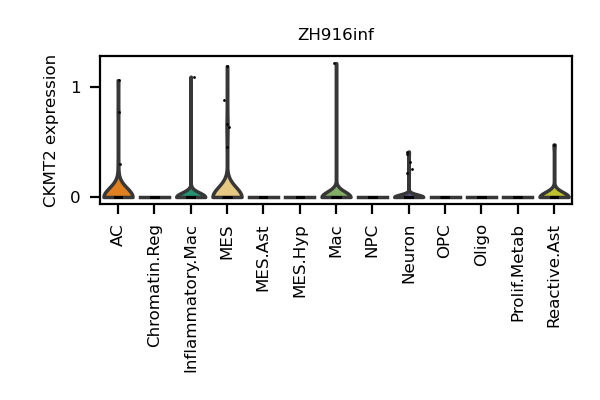 ZH916inf
CKMT2 expression
1
0
AC
Chromatin.Reg
Inflammatory.Mac
MES
MES.Ast
MES.Hyp
Mac
NPC
Neuron
OPC
Oligo
Prolif.Metab
Reactive.Ast